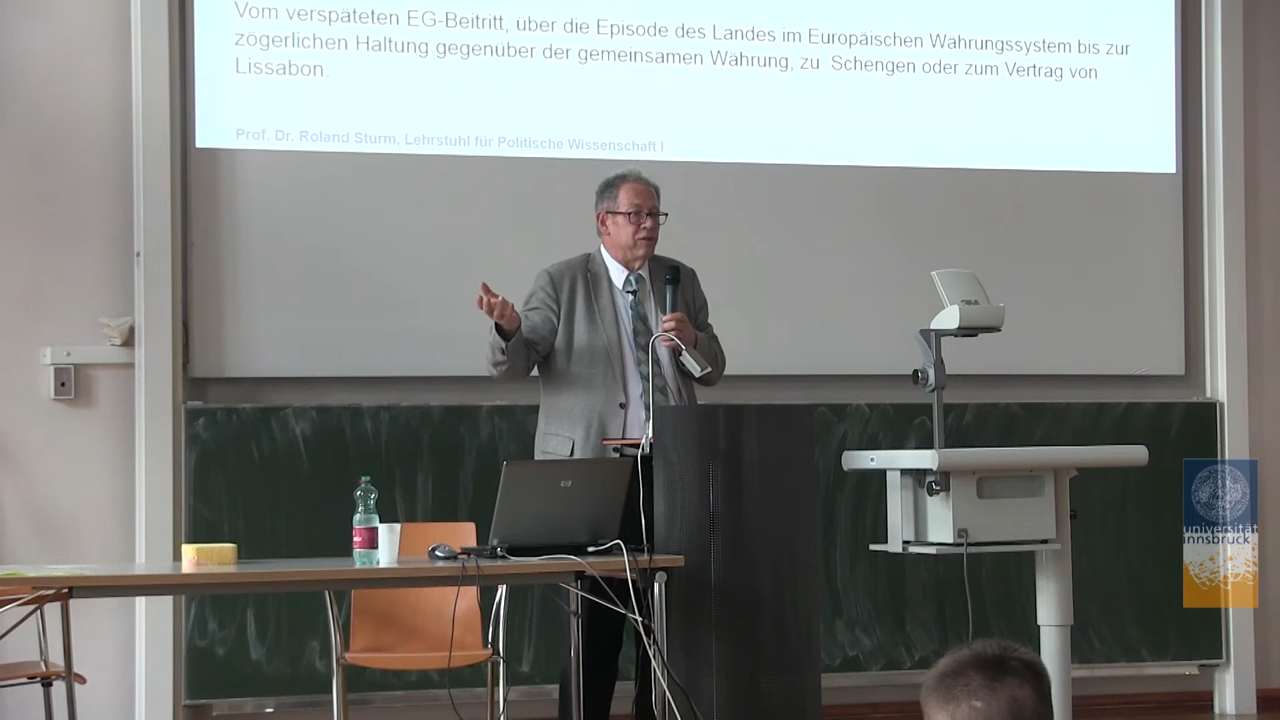 Vom verspäteten EG-Beitritt, über die Episode des Landes im Europäischen Währungssystem bis zur
zögerlichen Haltung gegenüber der gemeinsamen Währung, zu Schengen oder zum Vertrag von
Lissabon.
Prof. Dr. Roland Sturm, Lehrstuhl für Politische Wissenschaft I
hp
universität
innsbruck